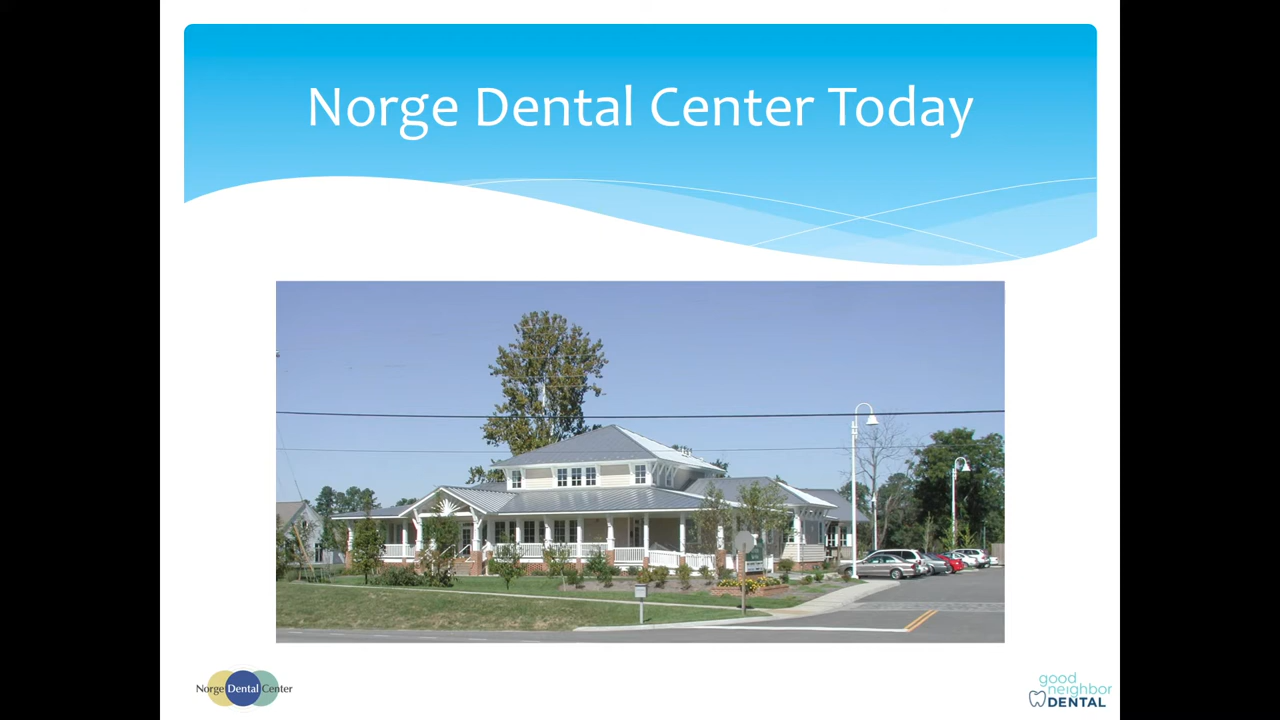 Norge Dental Center Today
Norge Dental Center
good
neighbor
DENTAL